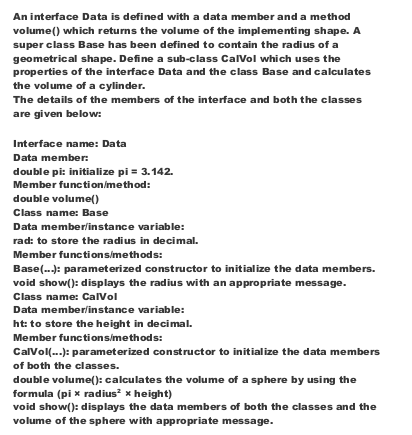 An interface Data is defined with a data member and a method
volume() which returns the volume of the implementing shape. A
super class Base has been defined to contain the radius of a
geometrical shape. Define a sub-class CalVol which uses the
properties of the interface Data and the class Base and calculates
the volume of a cylinder.
The details of the members of the interface and both the classes
are given below:

Interface name: Data
Data member:
double pi: initialize pi = 3.142.
Member function/method:
double volume()
Class name: Base
Data member/instance variable:
rad: to store the radius in decimal.
Member functions/methods:
Base(...): parameterized constructor to initialize the data members.
void show(): displays the radius with an appropriate message.
Class name: CalVol
Data member/instance variable:
ht: to store the height in decimal.
Member functions/methods:
CalVol(...): parameterized constructor to initialize the data members
of both the classes.
double volume(): calculates the volume of a sphere by using the
formula (pi × radius² × height)
void show(): displays the data members of both the classes and the
volume of the sphere with appropriate message.